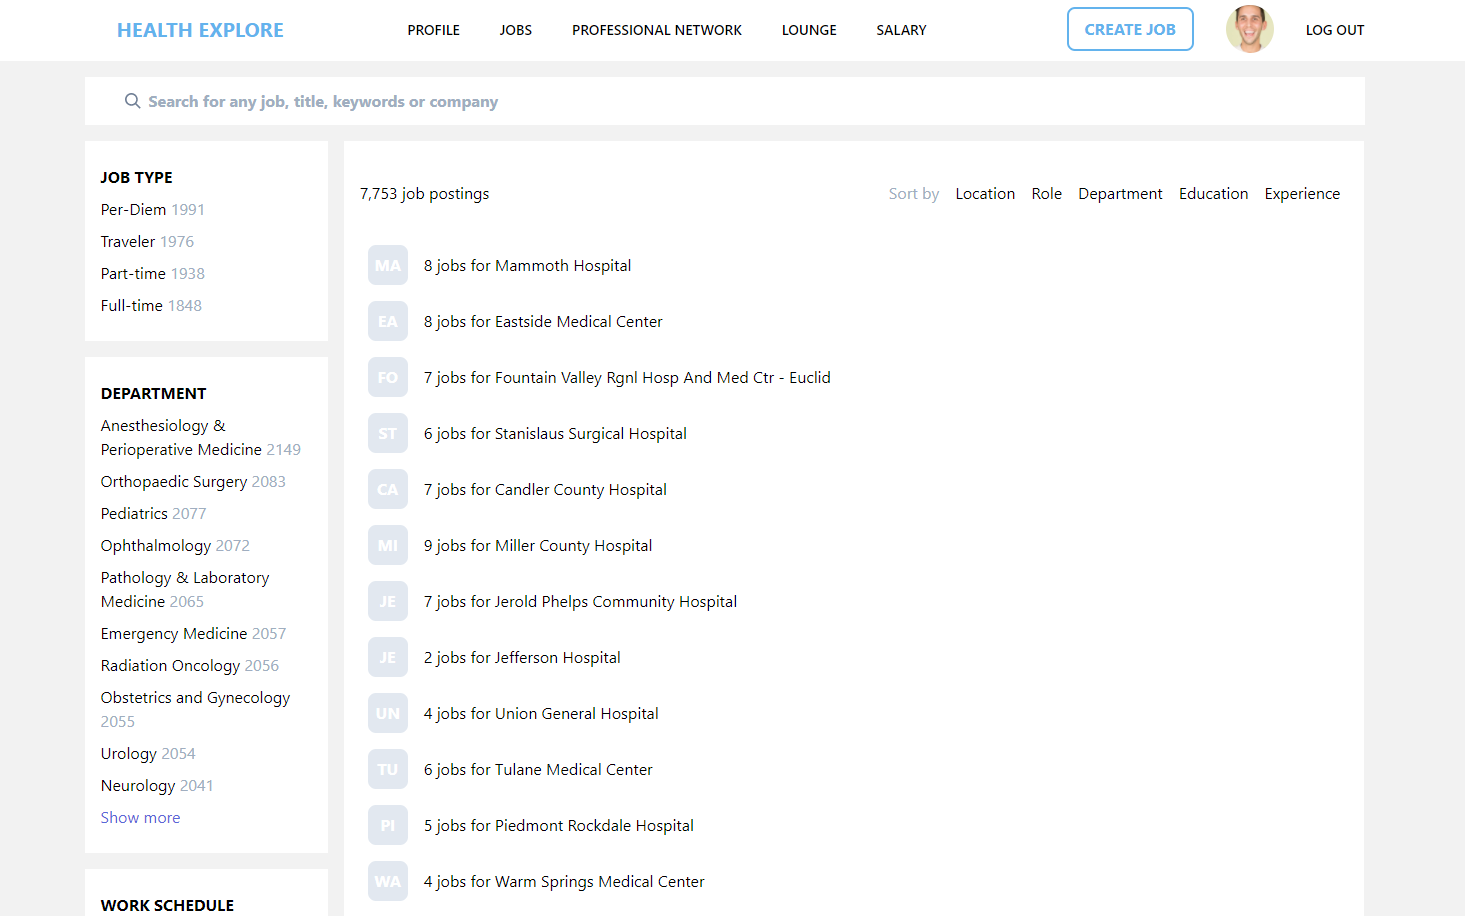 HEALTH EXPLORE
PROFILE
JOBS
PROFESSIONAL NETWORK
LOUNGE
SALARY
CREATE JOB
LOG OUT
Search for any job, title, keywords or company
JOB TYPE
Per-Diem 1991
Traveler 1976
Part-time 1938
Full-time 1848
DEPARTMENT
Anesthesiology &
Perioperative Medicine 2149
Orthopaedic Surgery 2083
Pediatrics 2077
Ophthalmology 2072
Pathology & Laboratory
Medicine 2065
Emergency Medicine 2057
Radiation Oncology 2056
Obstetrics and Gynecology
2055
Urology 2054
Neurology 2041
Show more
WORK SCHEDULE
7,753 job postings
Sort by Location Role Department Education Experience
MA 8 jobs for Mammoth Hospital
EA 8 jobs for Eastside Medical Center
FO 7 jobs for Fountain Valley Rgnl Hosp And Med Ctr - Euclid
ST 6 jobs for Stanislaus Surgical Hospital
CA 7 jobs for Candler County Hospital
MI 9 jobs for Miller County Hospital
JE 7 jobs for Jerold Phelps Community Hospital
JE 2 jobs for Jefferson Hospital
UN 4 jobs for Union General Hospital
TU 6 jobs for Tulane Medical Center
PI 5 jobs for Piedmont Rockdale Hospital
WA 4 jobs for Warm Springs Medical Center